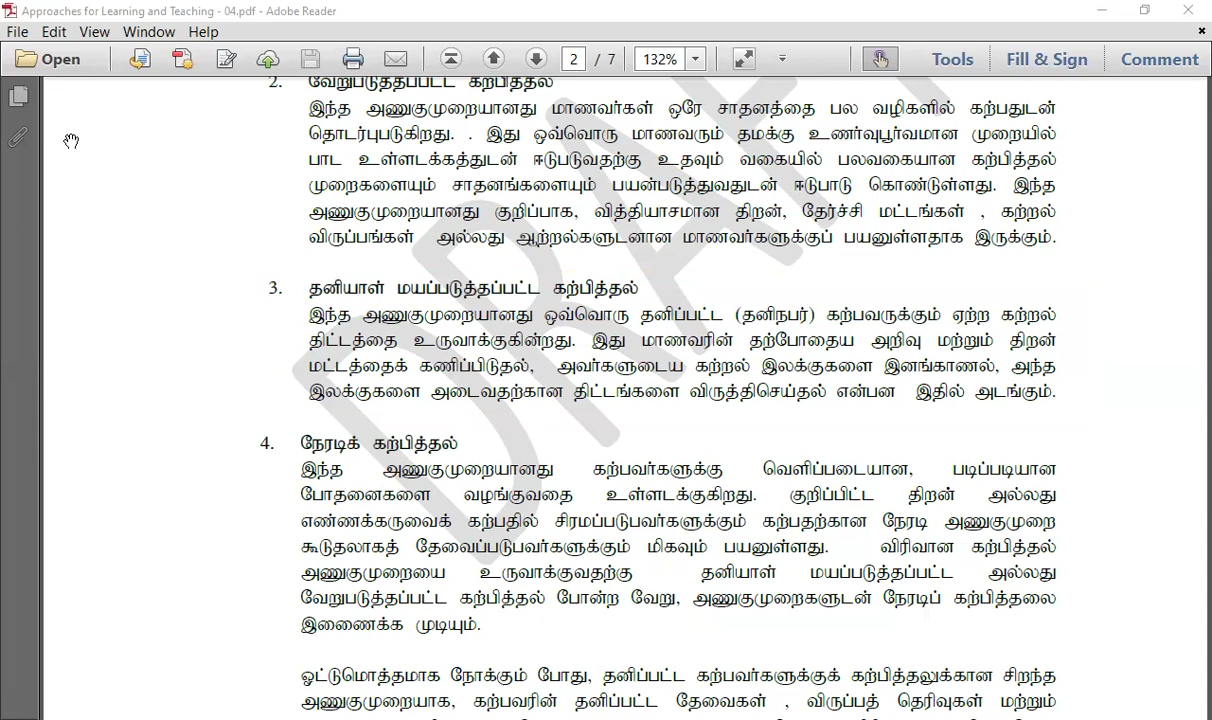 Approaches for Learning and Teaching - 04.pdf - Adobe Reader
File Edit View Window Help
Open 2 / 7 132% Tools Fill & Sign Comment
2. வேறுபடுத்தப்பட்ட கற்பித்தல்
இந்த அணுகுமுறையானது மாணவர்கள் ஒரே சாதனத்தை பல வழிகளில் கற்பதுடன்
தொடர்புபடுகிறது. . இது ஒவ்வொரு மாணவரும் தமக்கு உணர்வுபூர்வமான முறையில்
பாட உள்ளடக்கத்துடன் ஈடுபடுவதற்கு உதவும் வகையில் பலவகையான கற்பித்தல்
முறைகளையும் சாதனங்களையும் பயன்படுத்துவதுடன் ஈடுபாடு கொண்டுள்ளது. இந்த
அணுகுமுறையானது குறிப்பாக, வித்தியாசமான திறன், தேர்ச்சி மட்டங்கள் , கற்றல்
விருப்பங்கள் அல்லது ஆற்றல்களுடனான மாணவர்களுக்குப் பயனுள்ளதாக இருக்கும்.
3. தனியாள் மயப்படுத்தப்பட்ட கற்பித்தல்
இந்த அணுகுமுறையானது ஒவ்வொரு தனிப்பட்ட (தனிநபர்) கற்பவருக்கும் ஏற்ற கற்றல்
திட்டத்தை உருவாக்குகின்றது. இது மாணவரின் தற்போதைய அறிவு மற்றும் திறன்
மட்டத்தைக் கணிப்பிடுதல், அவர்களுடைய கற்றல் இலக்குகளை இனங்காணல், அந்த
இலக்குகளை அடைவதற்கான திட்டங்களை விருத்திசெய்தல் என்பன இதில் அடங்கும்.
4. நேரடிக் கற்பித்தல்
இந்த அணுகுமுறையானது கற்பவர்களுக்கு வெளிப்படையான, படிப்படியான
போதனைகளை வழங்குவதை உள்ளடக்குகிறது. குறிப்பிட்ட திறன் அல்லது
எண்ணக்கருவைக் கற்பதில் சிரமப்படுபவர்களுக்கும் கற்பதற்கான நேரடி அணுகுமுறை
கூடுதலாகத் தேவைப்படுபவர்களுக்கும் மிகவும் பயனுள்ளது. விரிவான கற்பித்தல்
அணுகுமுறையை உருவாக்குவதற்கு தனியாள் மயப்படுத்தப்பட்ட அல்லது
வேறுபடுத்தப்பட்ட கற்பித்தல் போன்ற வேறு, அணுகுமுறைகளுடன் நேரடிப் கற்பித்தலை
இணைக்க முடியும்.
ஓட்டுமொத்தமாக நோக்கும் போது, தனிப்பட்ட கற்பவர்களுக்குக் கற்பித்தலுக்கான சிறந்த
அணுகுமுறையாக, கற்பவரின் தனிப்பட்ட தேவைகள் , விருப்பத் தெரிவுகள் மற்றும்
DRAFT